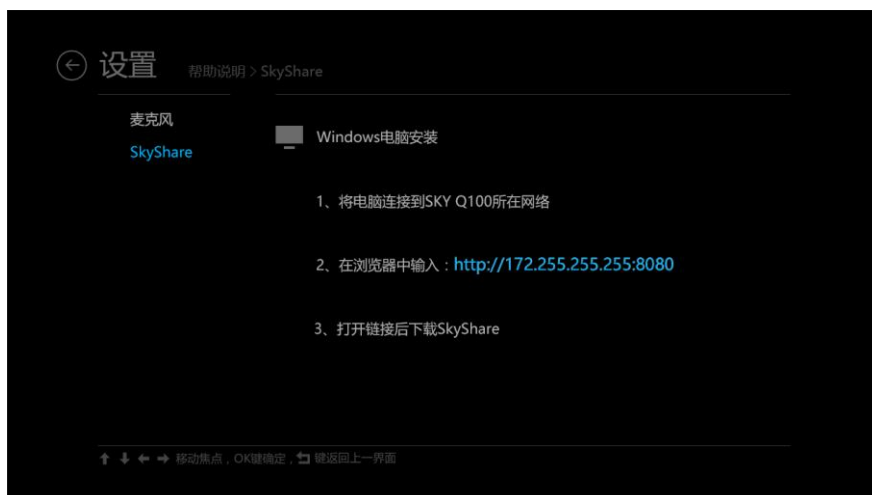 设置 帮助说明 > SkyShare
麦克风
SkyShare
Windows电脑安装
1、将电脑连接到SKY Q100所在网络
2、在浏览器中输入：http://172.255.255.255:8080
3、打开链接后下载SkyShare
移动焦点，OK键确定， 键返回上一界面